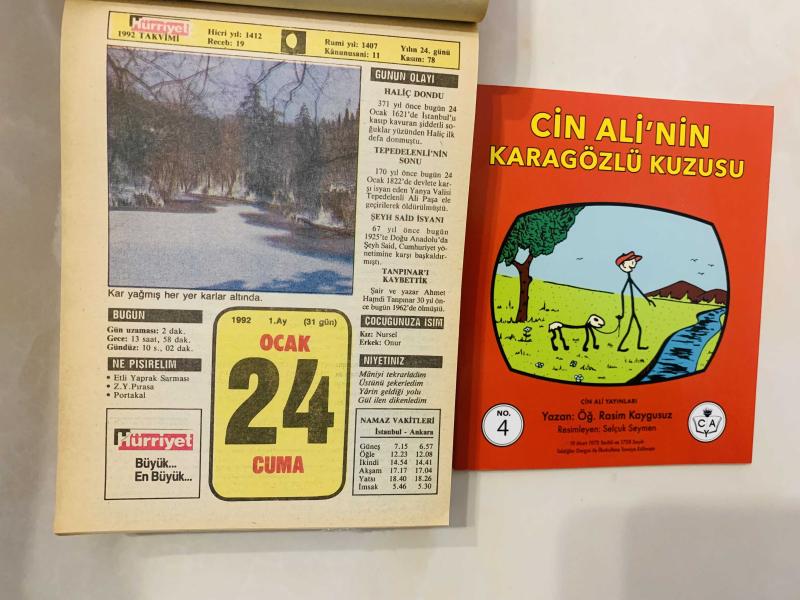 Hürriyet
1992 TAKVİMİ
Hicri yıl: 1412
Receb: 19
Rumi yıl: 1407
Kânunusani: 11
Yılın 24. günü
Kasım: 78
Kar yağmış her yer karlar altında.
GÜNÜN OLAYI
HALİÇ DONDU
371 yıl önce bugün 24
Ocak 1621'de İstanbul'u
kasıp kavuran şiddetli so-
ğuklar yüzünden Haliç ilk
defa donmuştu.
TEPEDELENLİ'NİN
SONU
170 yıl önce bugün 24
Ocak 1822'de devlete kar-
şı isyan eden Yanya Valisi
Tepedelenli Ali Paşa ele
geçirilerek öldürülmüştü.
ŞEYH SAİD İSYANI
67 yıl önce bugün
1925'te Doğu Anadolu'da
Şeyh Said, Cumhuriyet yö-
netimine karşı başkaldır-
mıştı.
TANPINAR'I
KAYBETTİK
Şair ve yazar Ahmet
Hamdi Tanpınar 30 yıl ön-
ce bugün 1962'de ölmüştü.
BUGÜN
Gün uzaması: 2 dak.
Gece: 13 saat, 58 dak.
Gündüz: 10 s., 02 dak.
NE PİŞİRELİM
• Etli Yaprak Sarması
• Z.Y.Pırasa
• Portakal
Hürriyet
Büyük...
En Büyük...
1992 1.Ay (31 gün)
OCAK
24
CUMA
ÇOCUĞUNUZA İSİM
Kız: Nursel
Erkek: Onur
NİYETİNİZ
Mâniyi tekrarladım
Üstünü şekerledim
Yârin geldiği yolu
Gül ilen dikenledim
NAMAZ VAKİTLERİ
İstanbul - Ankara
Güneş 7.15 6.57
Öğle 12.23 12.08
İkindi 14.54 14.41
Akşam 17.17 17.04
Yatsı 18.40 18.26
İmsak 5.46 5.30
CİN ALİ'NİN
KARAGÖZLÜ KUZUSU
CİN ALİ YAYINLARI
Yazan: Öğ. Rasim Kaygusuz
Resimleyen: Selçuk Seymen
NO.
4
C A